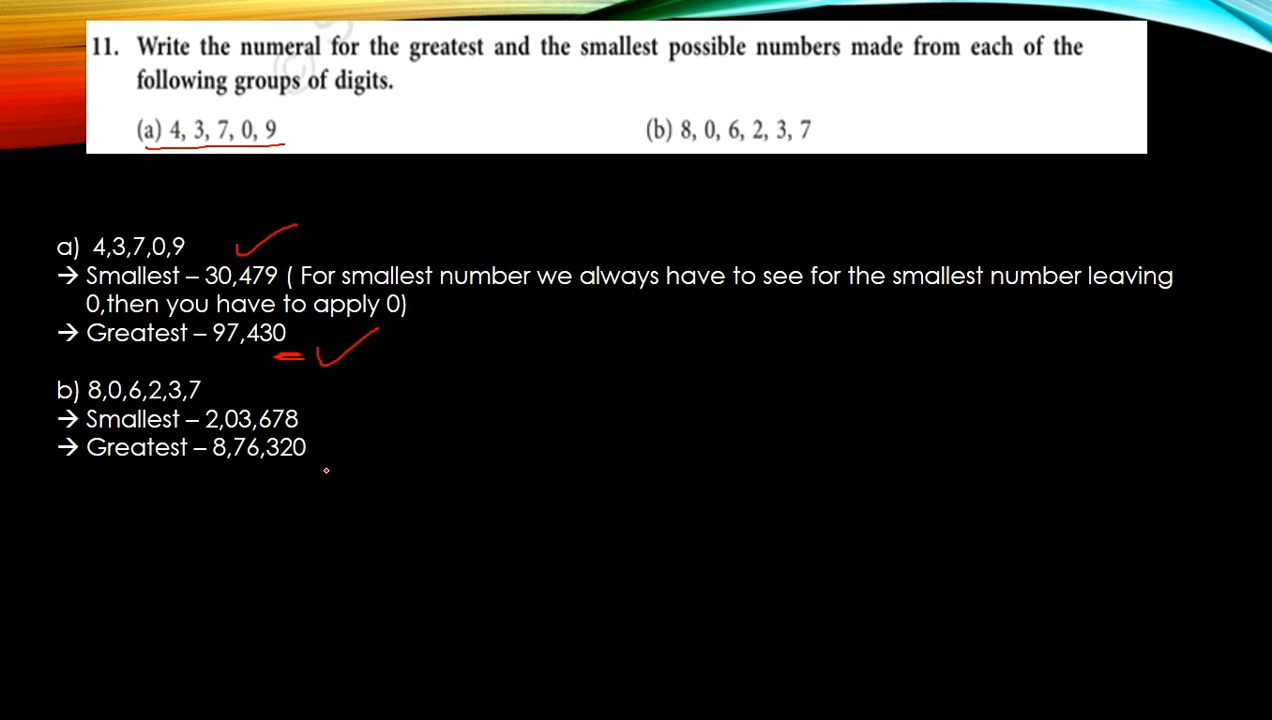 11. Write the numeral for the greatest and the smallest possible numbers made from each of the
following groups of digits.
(a) 4, 3, 7, 0, 9 (b) 8, 0, 6, 2, 3, 7
a) 4,3,7,0,9
→ Smallest – 30,479 ( For smallest number we always have to see for the smallest number leaving
0,then you have to apply 0)
→ Greatest – 97,430
b) 8,0,6,2,3,7
→ Smallest – 2,03,678
→ Greatest – 8,76,320